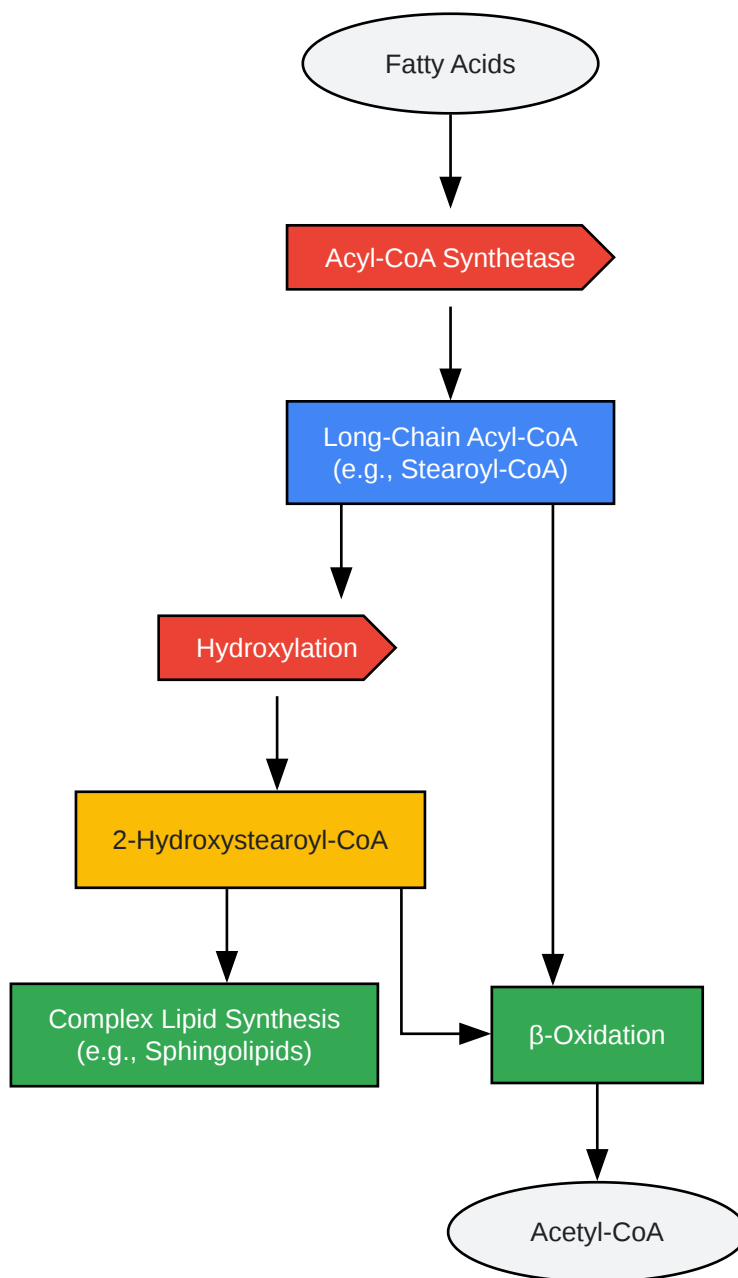 Fatty Acids
Acyl-CoA Synthetase
Long-Chain Acyl-CoA
(e.g., Stearoyl-CoA)
Hydroxylation
2-Hydroxystearoyl-CoA
Complex Lipid Synthesis
(e.g., Sphingolipids)
β-Oxidation
Acetyl-CoA